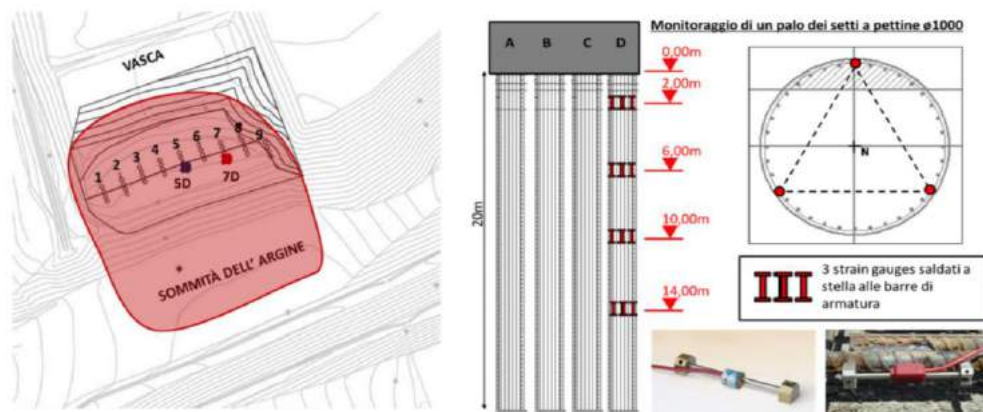 VASCA
1
2
3
4
5
6
7
8
9
5D
7D
SOMMITÀ DELL' ARGINE
A
B
C
D
20m
Monitoraggio di un palo dei setti a pettine ø1000
0,00m
2,00m
6,00m
10,00m
14,00m
N
3 strain gauges saldati a
stella alle barre di
armatura